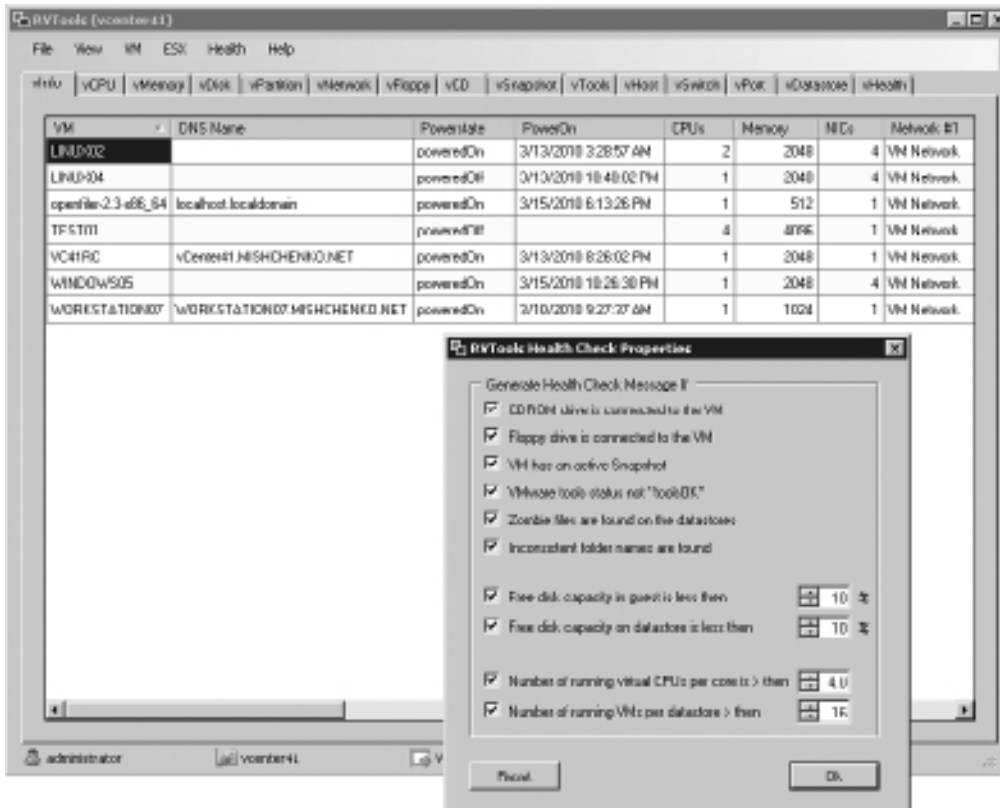 RVTools (vcenter41)
File View VM ESX Health Help
vInfo vCPU vMemory vDisk vPartition vNetwork vFloppy vCD vSnapshot vTools vHost vSwitch vPort vDatastore vHealth
VM DNS Name Powerstate PowerOn CPUs Memory NICs Network #1
LINUX02 poweredOn 3/13/2010 3:28:57 AM 2 2048 4 VM Network
LINUX04 poweredOff 3/13/2010 10:40:02 PM 1 2048 4 VM Network
openfiler-2.3-x86_64 localhost.localdomain poweredOn 3/15/2010 6:13:26 PM 1 512 1 VM Network
TEST01 poweredOff 4 4096 1 VM Network
VC41RC vCenter41.MISHCHENKO.NET poweredOn 3/13/2010 8:26:02 PM 1 2048 1 VM Network
WINDOWS05 poweredOn 3/15/2010 10:26:30 PM 1 2048 4 VM Network
WORKSTATION07 WORKSTATION07.MISHCHENKO.NET poweredOn 3/10/2010 9:27:37 AM 1 1024 1 VM Network
RVTools Health Check Properties
Generate Health Check Message If
CDROM drive is connected to the VM
Floppy drive is connected to the VM
VM has an active Snapshot
VMware tools status not "toolsOK"
Zombie files are found on the datastores
Inconsistent folder names are found
Free disk capacity in guest is less then 10 %
Free disk capacity on datastore is less then 10 %
Number of running virtual CPUs per core is > then 4.0
Number of running VMs per datastore > then 16
Reset Ok
administrator vcenter41 V